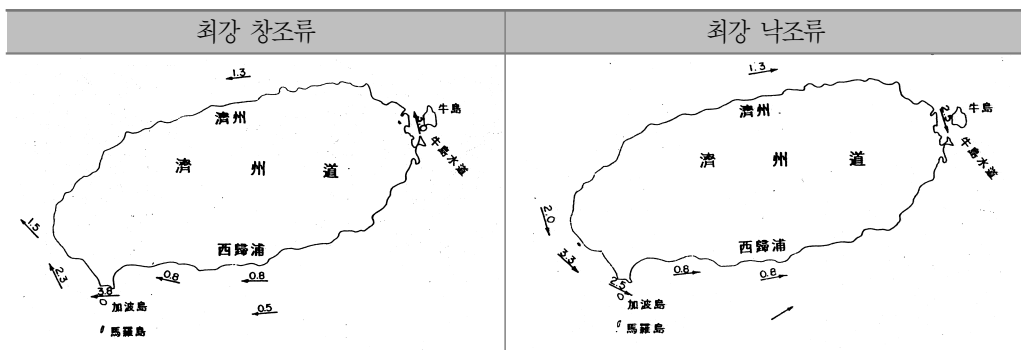 최강 창조류
최강 낙조류
1.3
濟州
牛島
3.0
牛島水道
濟 州 道
1.5
西歸浦
2.3
0.8
0.8
3.8
加波島
0.5
馬羅島
1.3
濟州
2.5
牛島
牛島水道
濟 州 道
2.0
西歸浦
3.3
0.8
0.8
2.5
加波島
馬羅島